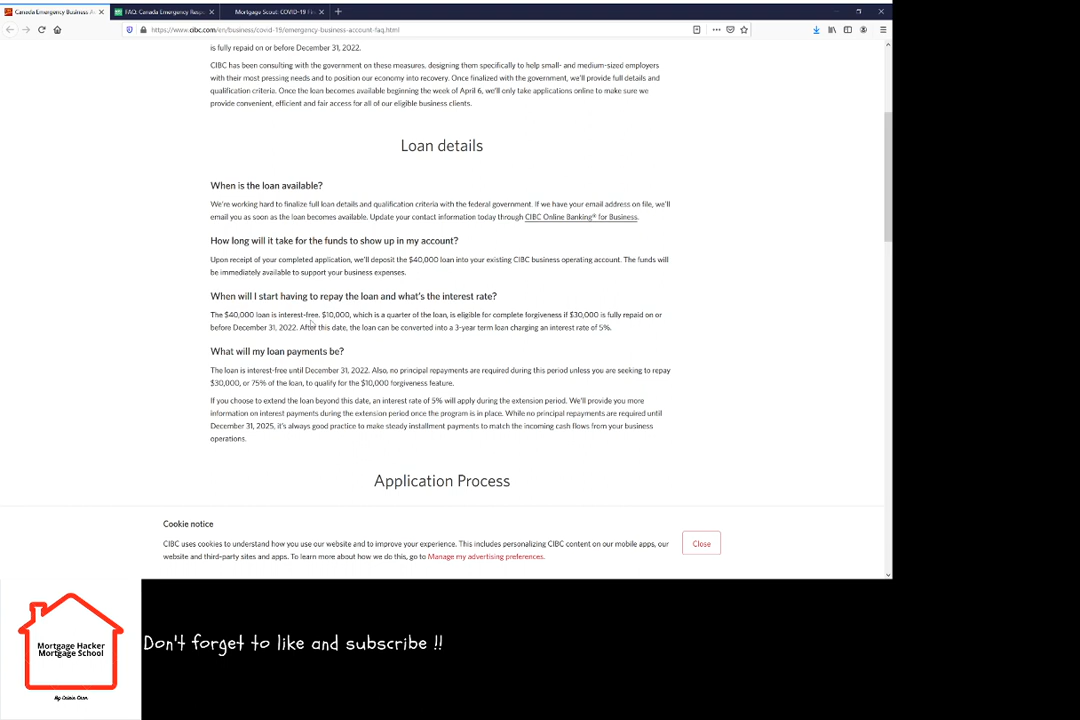 Canada Emergency Business A
FAQ: Canada Emergency Resp
Mortgage Scout: COVID-19 Fi
https://www.cibc.com/en/business/covid-19/emergency-business-account-faq.html
is fully repaid on or before December 31, 2022.
CIBC has been consulting with the government on these measures, designing them specifically to help small- and medium-sized employers
with their most pressing needs and to position our economy into recovery. Once finalized with the government, we'll provide full details and
qualification criteria. Once the loan becomes available beginning the week of April 6, we'll only take applications online to make sure we
provide convenient, efficient and fair access for all of our eligible business clients.
Loan details
When is the loan available?
We're working hard to finalize full loan details and qualification criteria with the federal government. If we have your email address on file, we'll
email you as soon as the loan becomes available. Update your contact information today through CIBC Online Banking® for Business.
How long will it take for the funds to show up in my account?
Upon receipt of your completed application, we'll deposit the $40,000 loan into your existing CIBC business operating account. The funds will
be immediately available to support your business expenses.
When will I start having to repay the loan and what's the interest rate?
The $40,000 loan is interest-free. $10,000, which is a quarter of the loan, is eligible for complete forgiveness if $30,000 is fully repaid on or
before December 31, 2022. After this date, the loan can be converted into a 3-year term loan charging an interest rate of 5%.
What will my loan payments be?
The loan is interest-free until December 31, 2022. Also, no principal repayments are required during this period unless you are seeking to repay
$30,000, or 75% of the loan, to qualify for the $10,000 forgiveness feature.
If you choose to extend the loan beyond this date, an interest rate of 5% will apply during the extension period. We'll provide you more
information on interest payments during the extension period once the program is in place. While no principal repayments are required until
December 31, 2025, it's always good practice to make steady installment payments to match the incoming cash flows from your business
operations.
Application Process
Cookie notice
CIBC uses cookies to understand how you use our website and to improve your experience. This includes personalizing CIBC content on our mobile apps, our
website and third-party sites and apps. To learn more about how we do this, go to Manage my advertising preferences.
Close
Mortgage Hacker
Mortgage School
Don't forget to like and subscribe !!